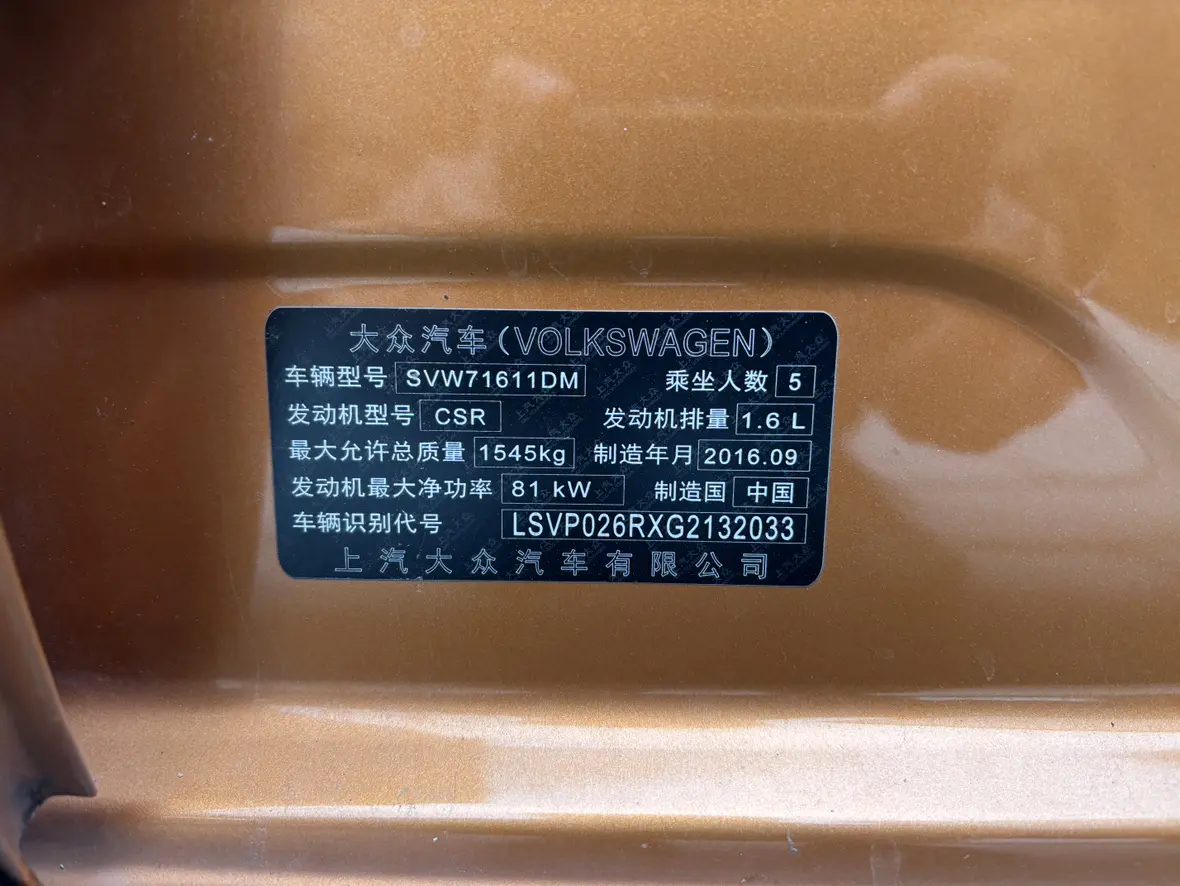 大众汽车(VOLKSWAGEN)
车辆型号 SVW71611DM 乘坐人数 5
发动机型号 CSR 发动机排量 1.6 L
最大允许总质量 1545kg 制造年月 2016.09
发动机最大净功率 81 kW 制造国 中国
车辆识别代号 LSVP026RXG2132033
上汽大众汽车有限公司